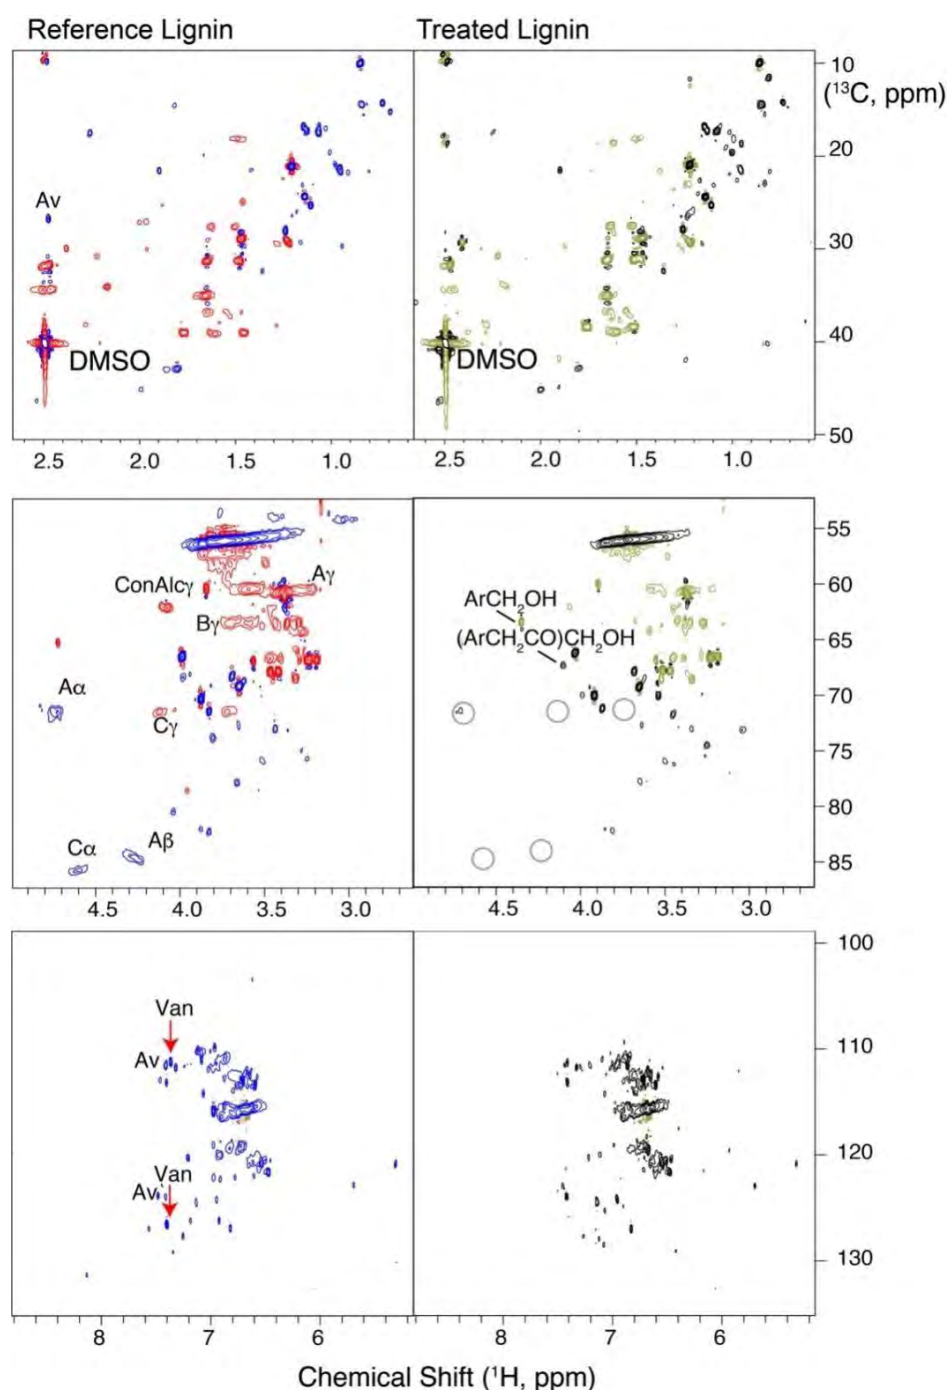 Reference Lignin
Treated Lignin
Av
DMSO
DMSO
10
(¹³C, ppm)
20
30
40
50
2.5
2.0
1.5
1.0
2.5
2.0
1.5
1.0
ConAlcγ
Aγ
Bγ
Aα
Cγ
Cα
Aβ
ArCH₂OH
(ArCH₂CO)CH₂OH
55
60
65
70
75
80
85
4.5
4.0
3.5
3.0
4.5
4.0
3.5
3.0
Van
Av
Van
Av
100
110
120
130
8
7
6
8
7
6
Chemical Shift (¹H, ppm)